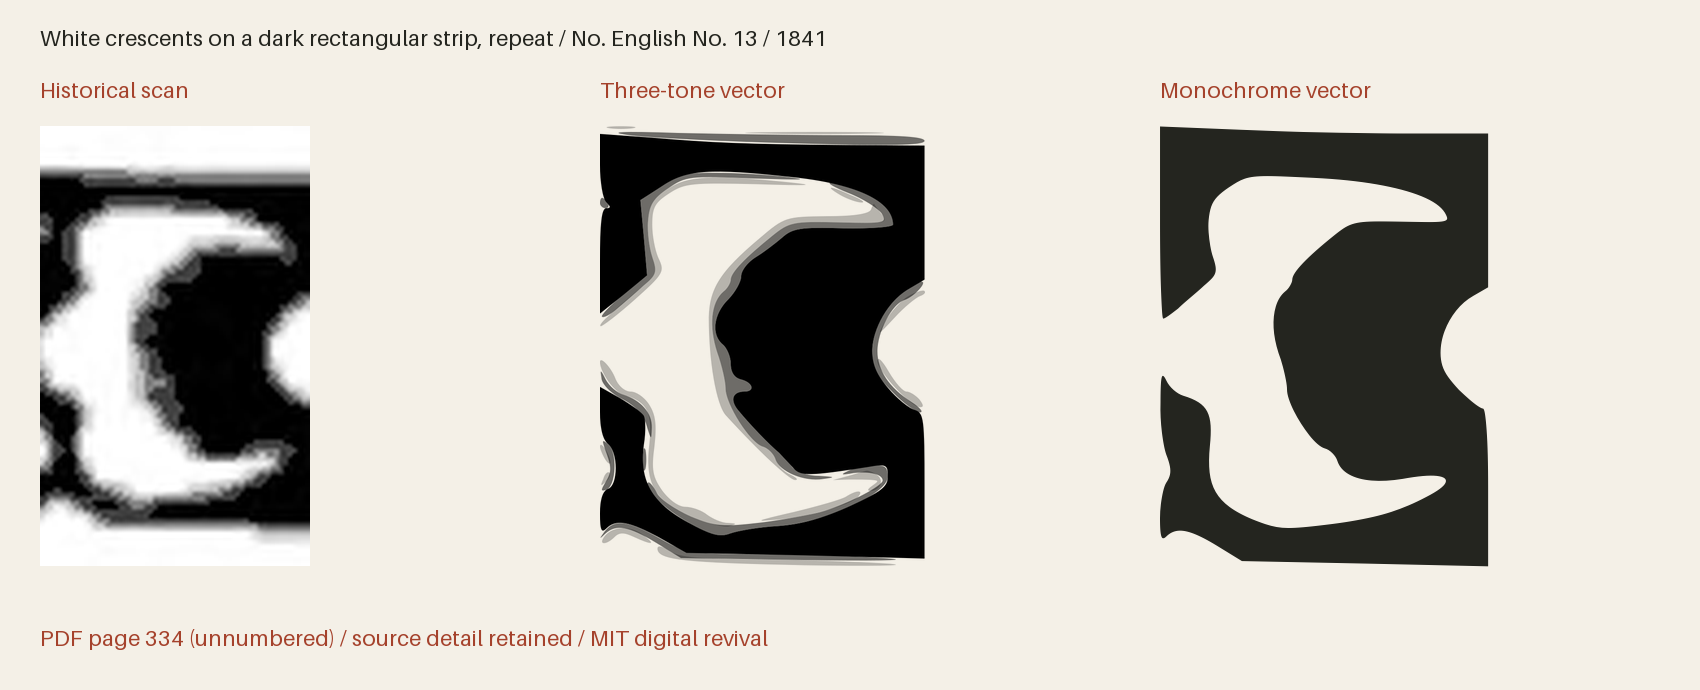 White crescents on a dark rectangular strip, repeat / No. English No. 13 / 1841
Historical scan
Three-tone vector
Monochrome vector
PDF page 334 (unnumbered) / source detail retained / MIT digital revival